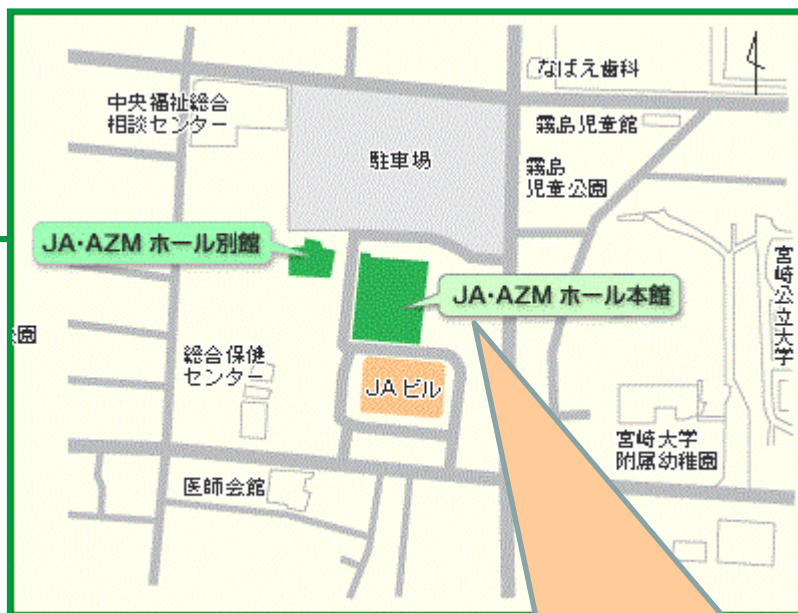 なばえ歯科
中央福祉総合
相談センター
霧島児童館
駐車場
霧島
児童公園
JA・AZM ホール別館
JA・AZM ホール本館
宮崎公立大学
園
総合保健
センター
JA ビル
宮崎大学
附属幼稚園
医師会館